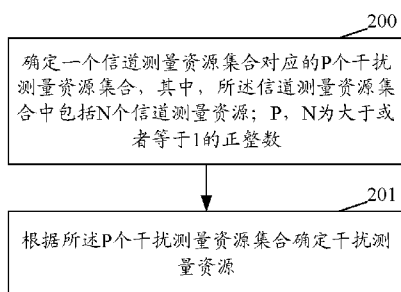 200
确定一个信道测量资源集合对应的P个干扰
测量资源集合，其中，所述信道测量资源集
合中包括N个信道测量资源；P，N为大于或
者等于1的正整数
201
根据所述P个干扰测量资源集合确定干扰测
量资源